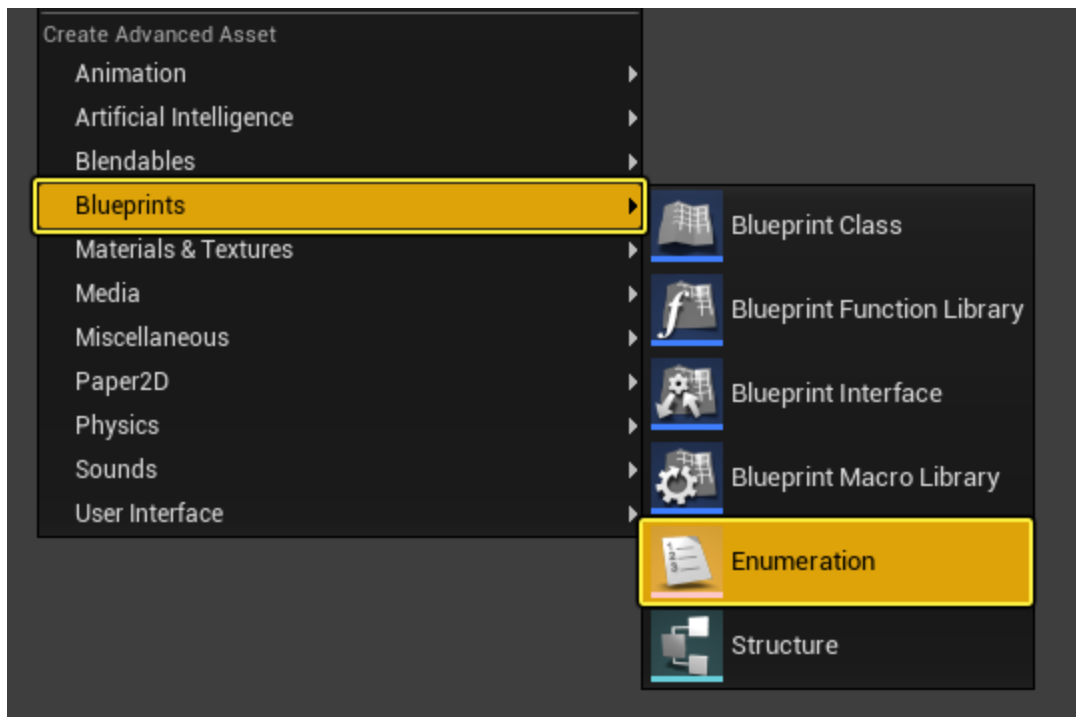 Create Advanced Asset
Animation
Artificial Intelligence
Blendables
Blueprints
Materials & Textures
Media
Miscellaneous
Paper2D
Physics
Sounds
User Interface
Blueprint Class
Blueprint Function Library
Blueprint Interface
Blueprint Macro Library
Enumeration
Structure